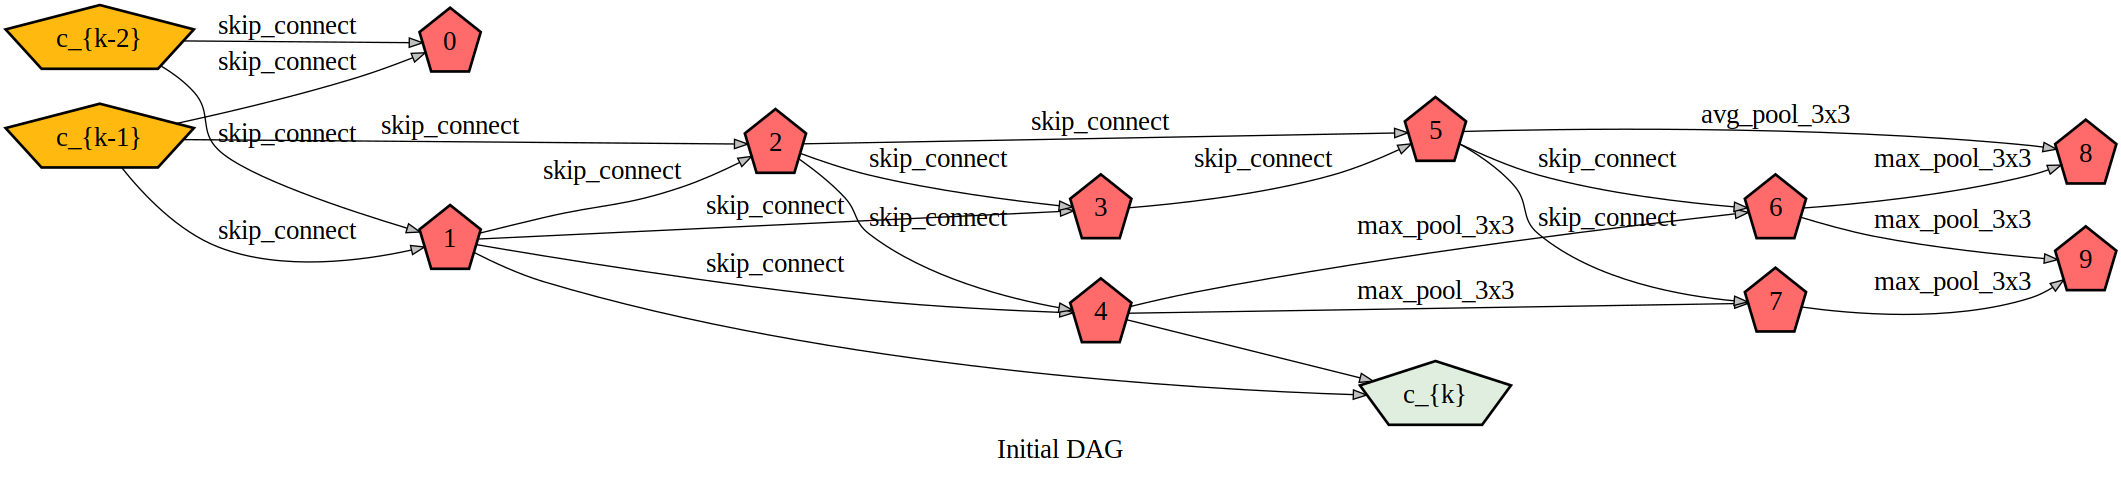 c_{k-2}
skip_connect
0
skip_connect
c_{k-1}
skip_connect
skip_connect
skip_connect
1
skip_connect
2
skip_connect
skip_connect
skip_connect
skip_connect
skip_connect
3
skip_connect
4
5
max_pool_3x3
max_pool_3x3
c_{k}
avg_pool_3x3
skip_connect
skip_connect
6
7
max_pool_3x3
max_pool_3x3
max_pool_3x3
8
9
Initial DAG